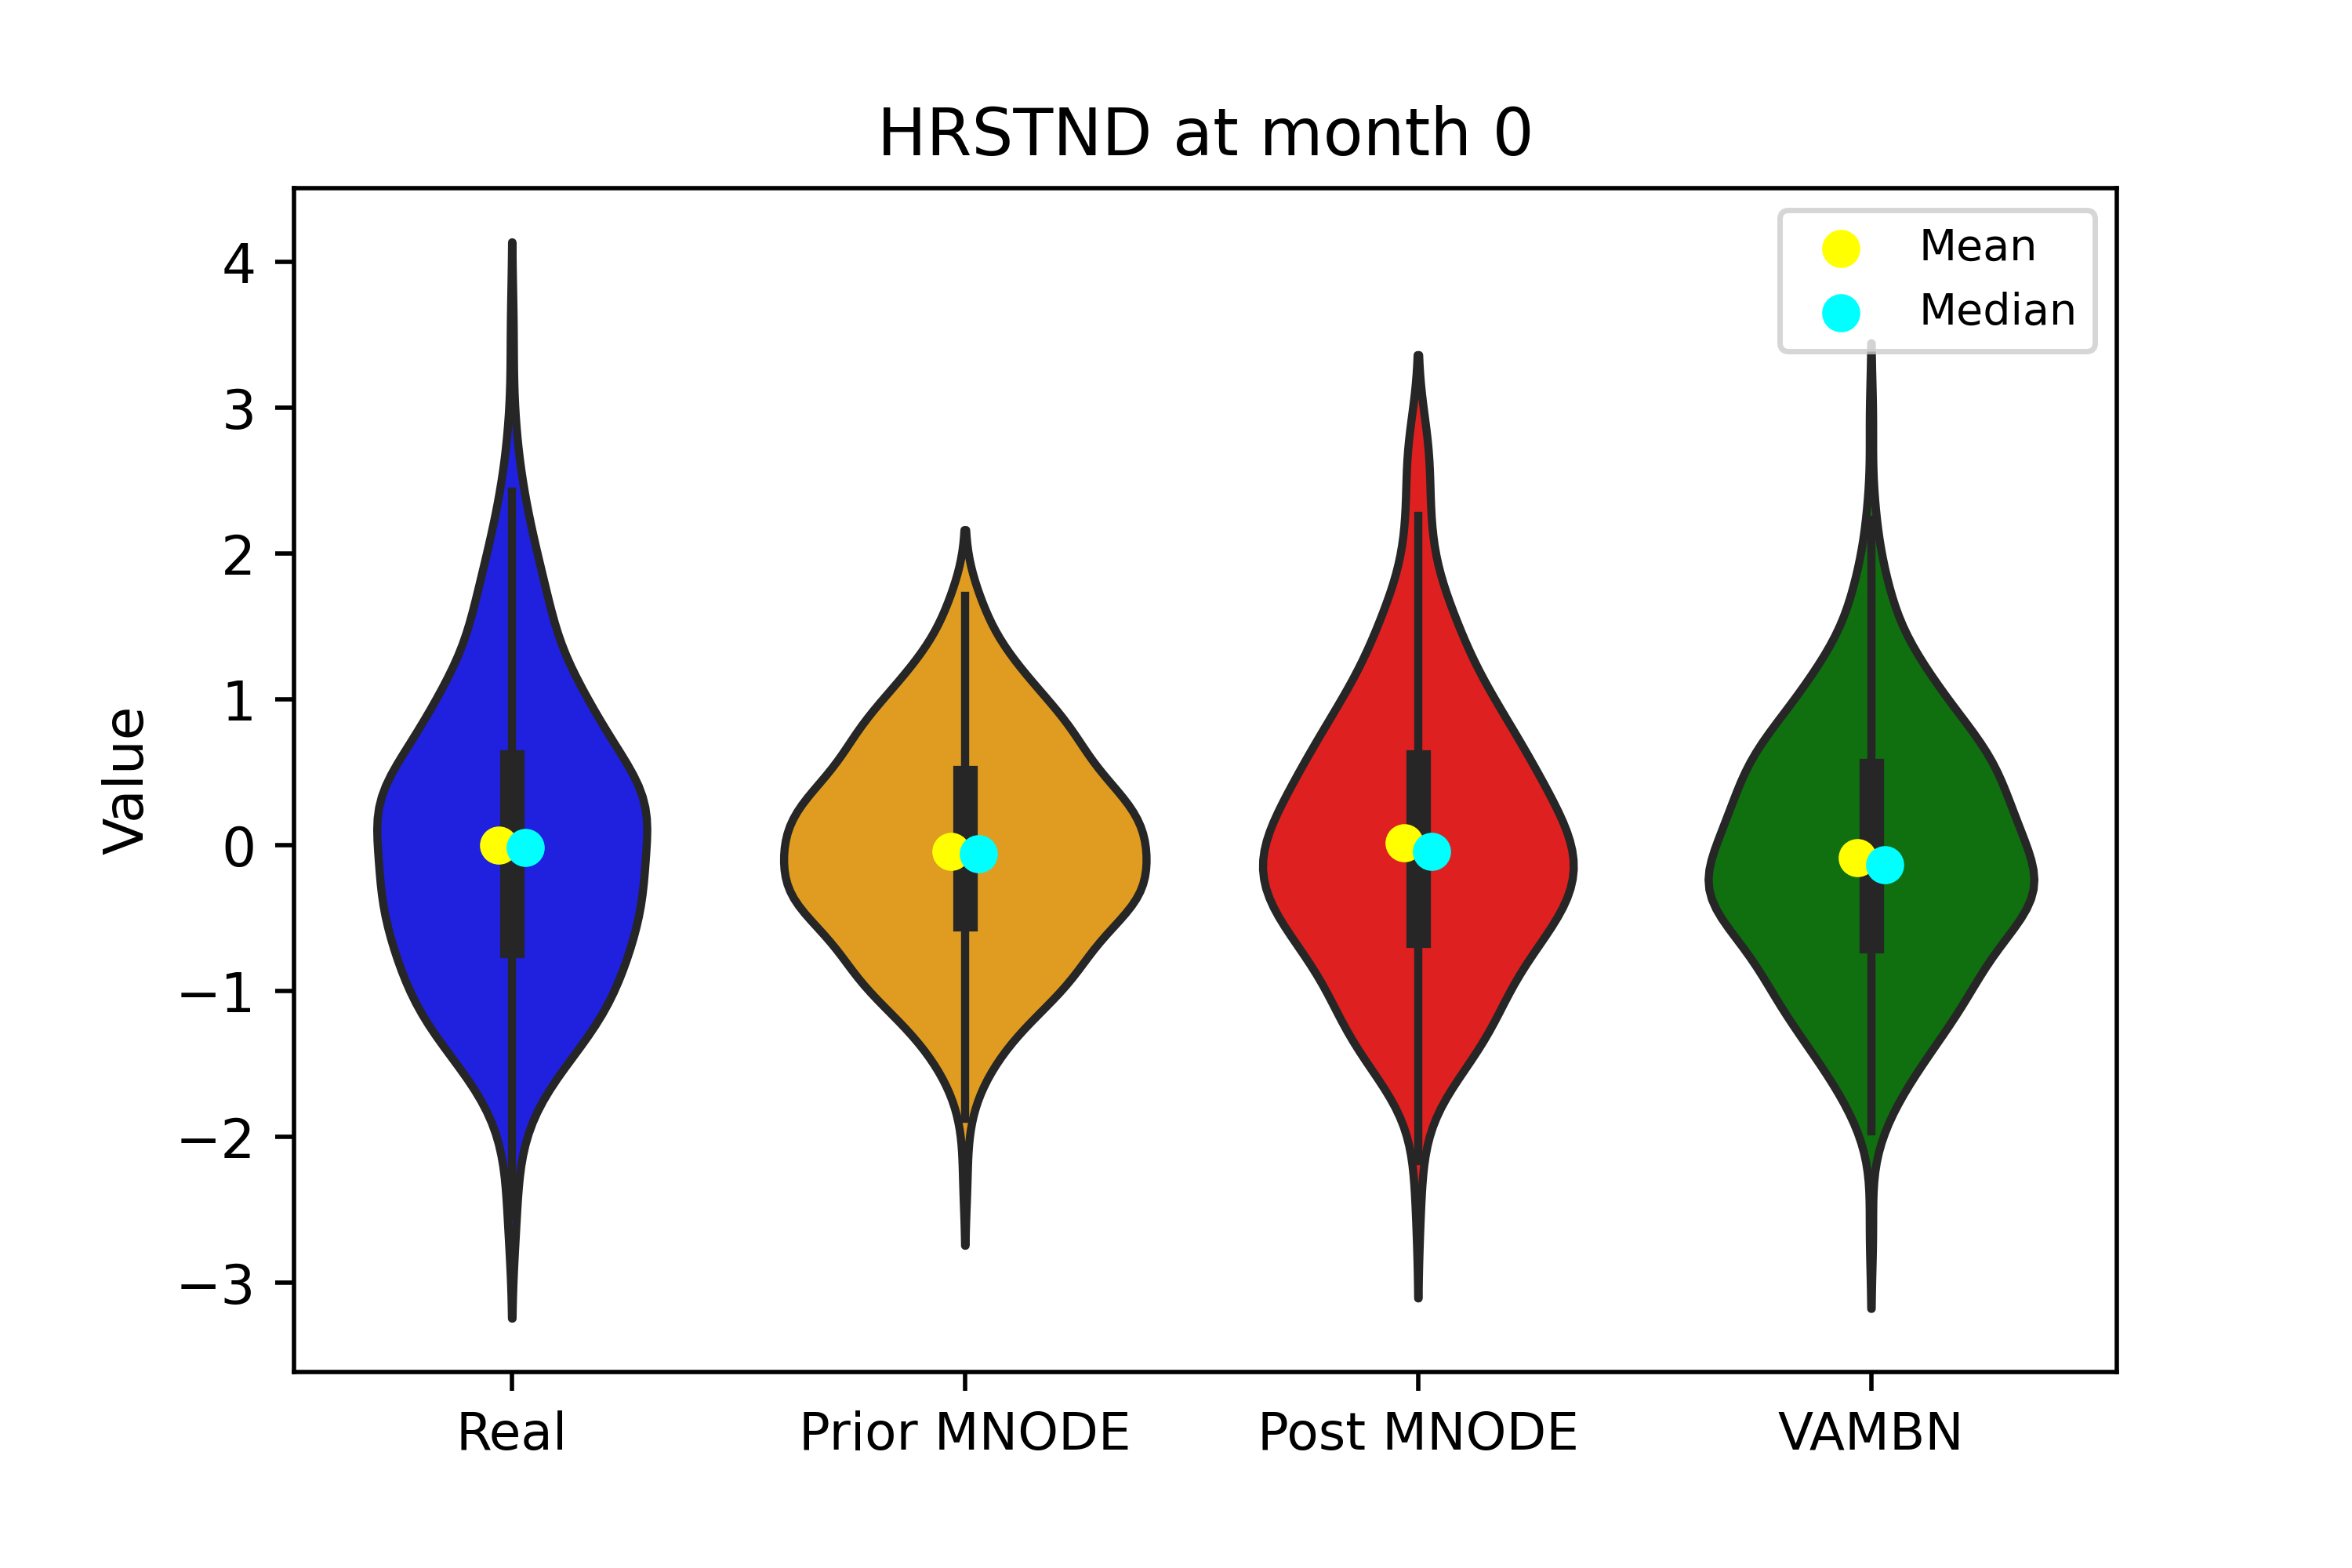 HRSTND at month 0
Mean
Median
Value
4
3
2
1
0
−1
−2
−3
Real
Prior MNODE
Post MNODE
VAMBN